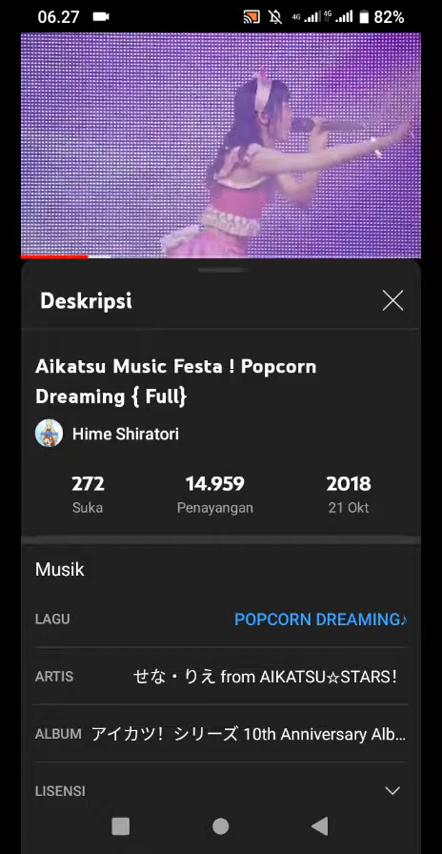 06.27 4G 4G 82%
Deskripsi
Aikatsu Music Festa ! Popcorn
Dreaming { Full}
Hime Shiratori
272 14.959 2018
Suka Penayangan 21 Okt
Musik
LAGU POPCORN DREAMING♪
ARTIS せな・りえ from AIKATSU☆STARS！
ALBUM アイカツ！シリーズ 10th Anniversary Alb...
LISENSI